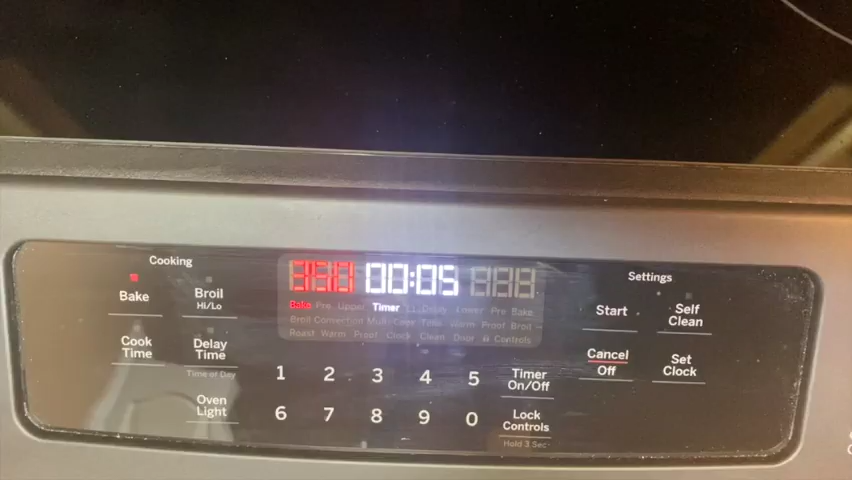 Cooking
Settings
00:05
Bake
Broil
Hi/Lo
Start
Self
Clean
Bake Pre Upper Timer Delay Lower Pre Bake
Broil Convection Multi Case Time Warm Proof Broil
Roast Warm Proof Clock Clean Door Controls
Cook
Time
Delay
Time
Time of Day
Cancel
Off
Set
Clock
1 2 3 4 5
Timer
On/Off
Oven
Light
6 7 8 9 0
Lock
Controls
Hold 3 Sec